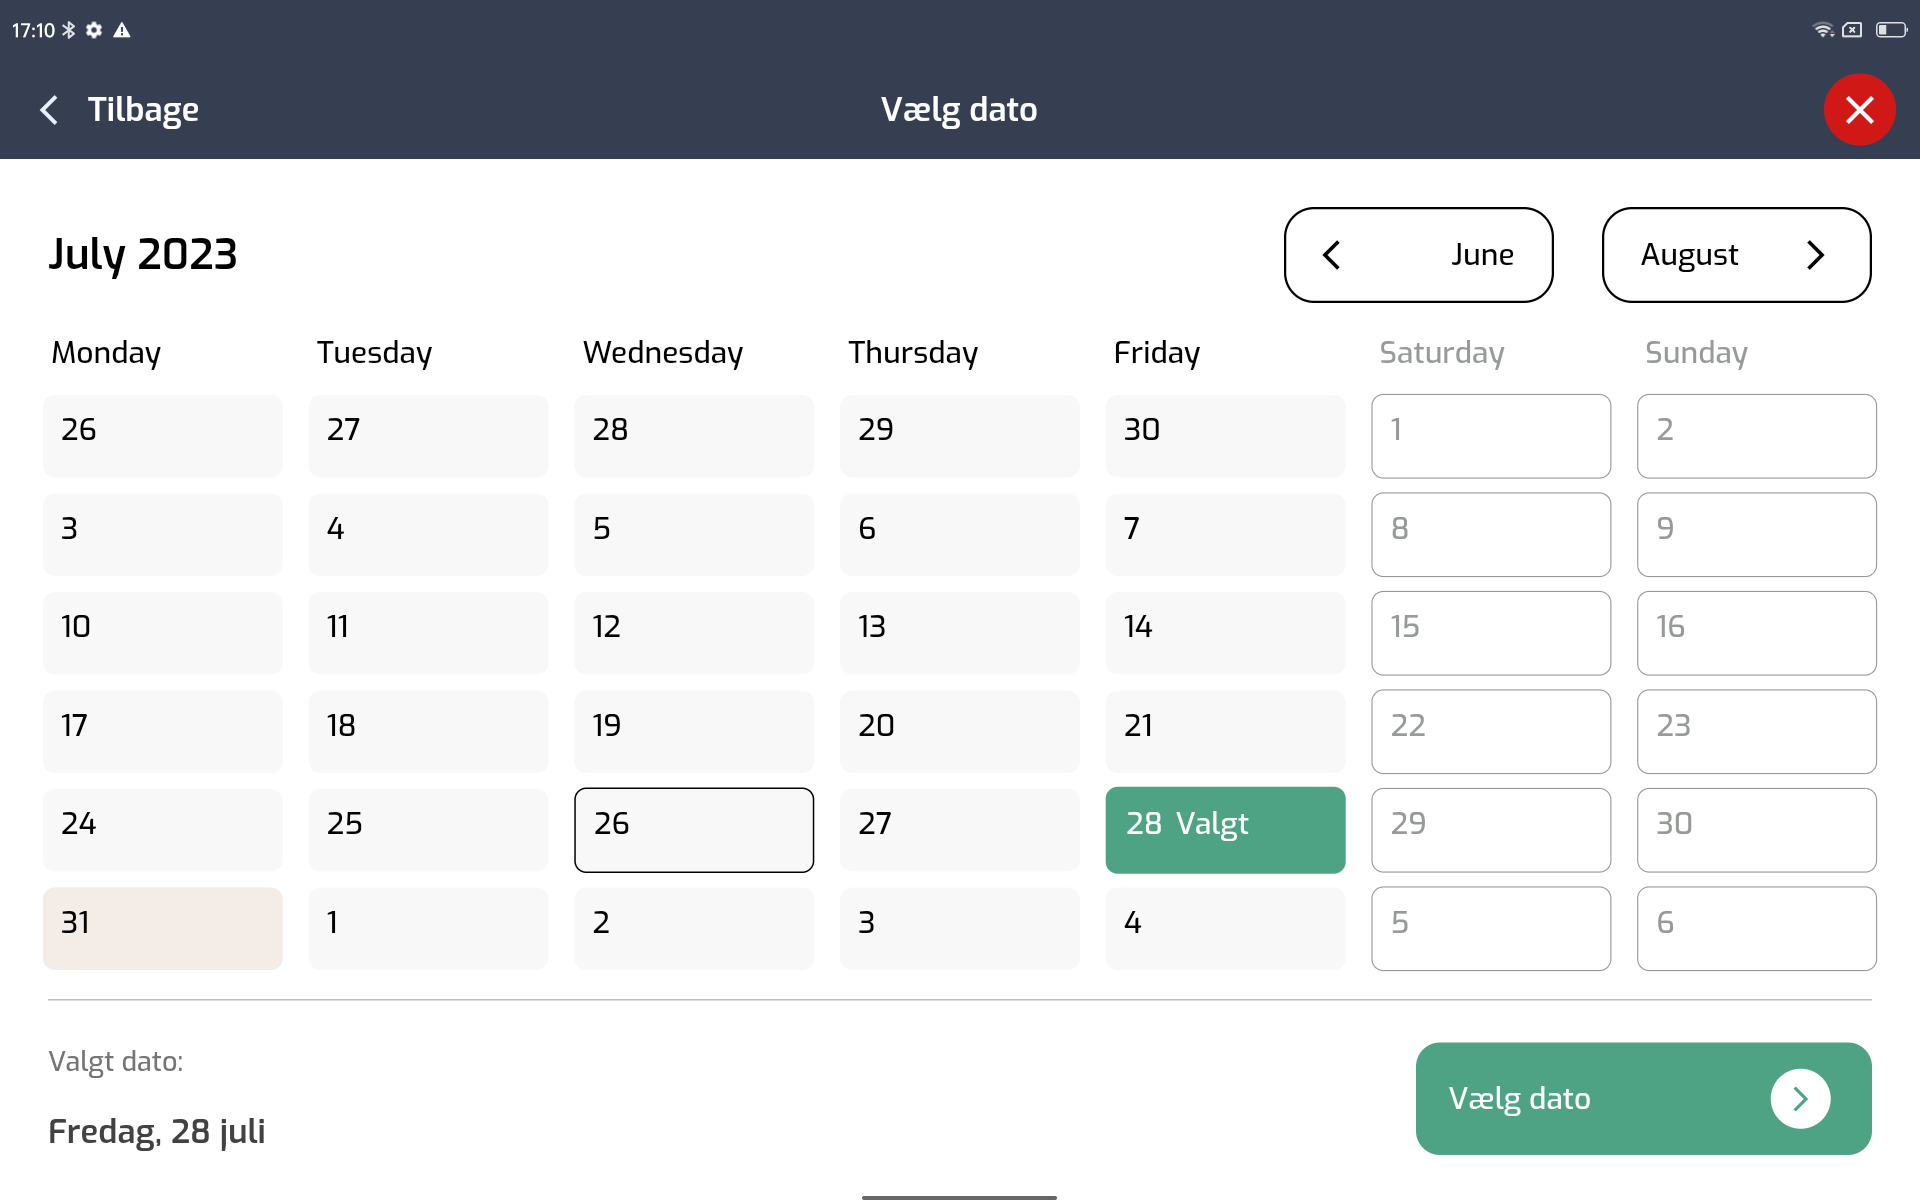 17:10
Tilbage
Vælg dato
July 2023
June
August
Monday Tuesday Wednesday Thursday Friday Saturday Sunday
26 27 28 29 30 1 2
3 4 5 6 7 8 9
10 11 12 13 14 15 16
17 18 19 20 21 22 23
24 25 26 27 28 Valgt 29 30
31 1 2 3 4 5 6
Valgt dato:
Fredag, 28 juli
Vælg dato